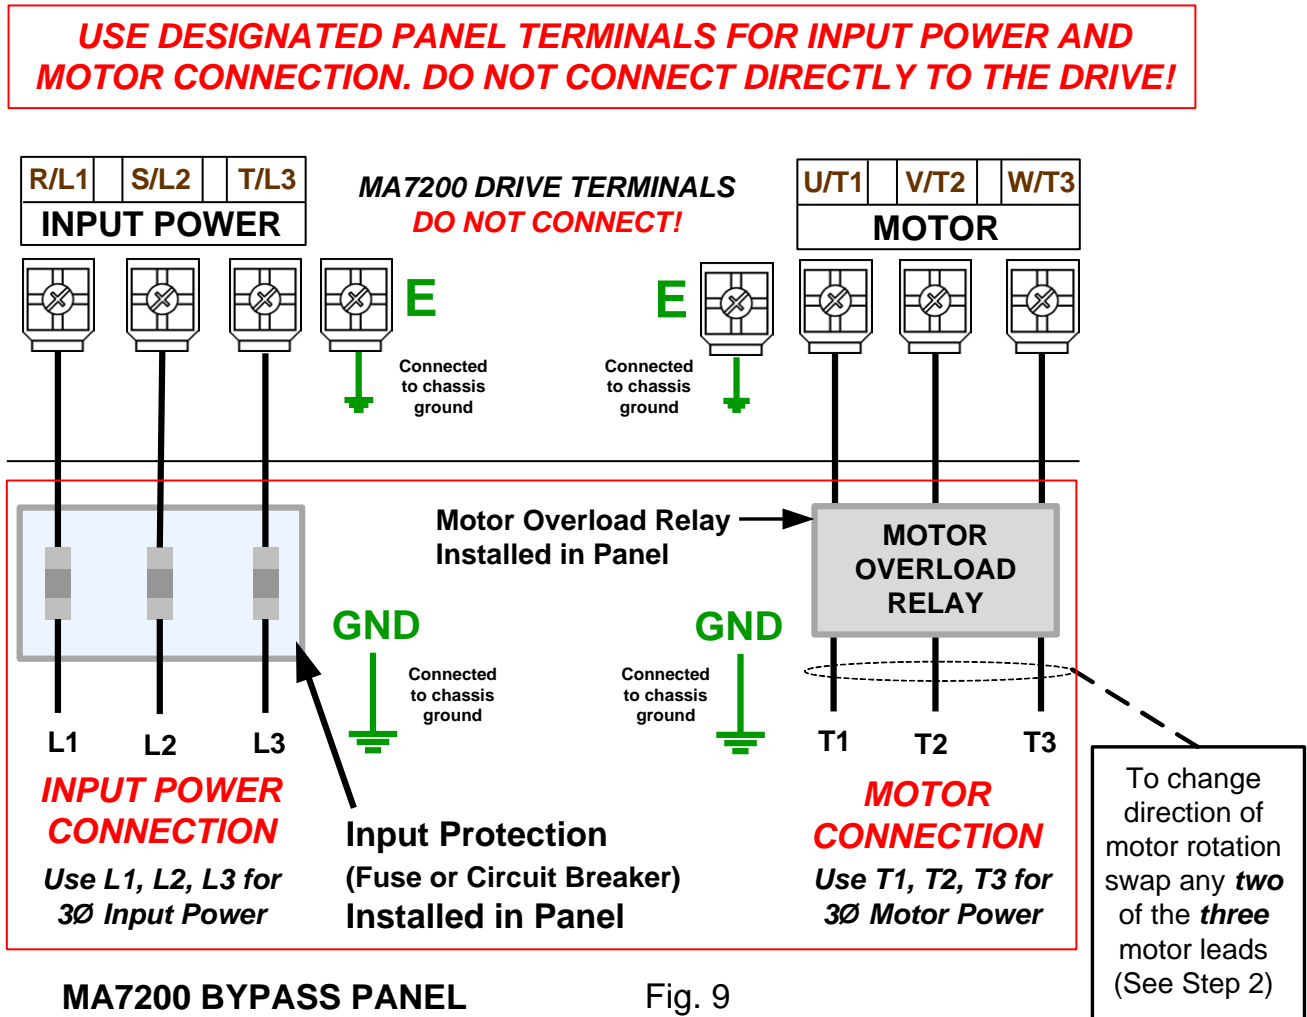 USE DESIGNATED PANEL TERMINALS FOR INPUT POWER AND
MOTOR CONNECTION. DO NOT CONNECT DIRECTLY TO THE DRIVE!
R/L1 S/L2 T/L3
INPUT POWER
MA7200 DRIVE TERMINALS
DO NOT CONNECT!
U/T1 V/T2 W/T3
MOTOR
E
Connected
to chassis
ground
E
Connected
to chassis
ground
Motor Overload Relay
Installed in Panel
MOTOR
OVERLOAD
RELAY
GND
Connected
to chassis
ground
GND
Connected
to chassis
ground
L1 L2 L3
T1 T2 T3
INPUT POWER
CONNECTION
Use L1, L2, L3 for
3Ø Input Power
Input Protection
(Fuse or Circuit Breaker)
Installed in Panel
MOTOR
CONNECTION
Use T1, T2, T3 for
3Ø Motor Power
To change
direction of
motor rotation
swap any two
of the three
motor leads
(See Step 2)
MA7200 BYPASS PANEL
Fig. 9